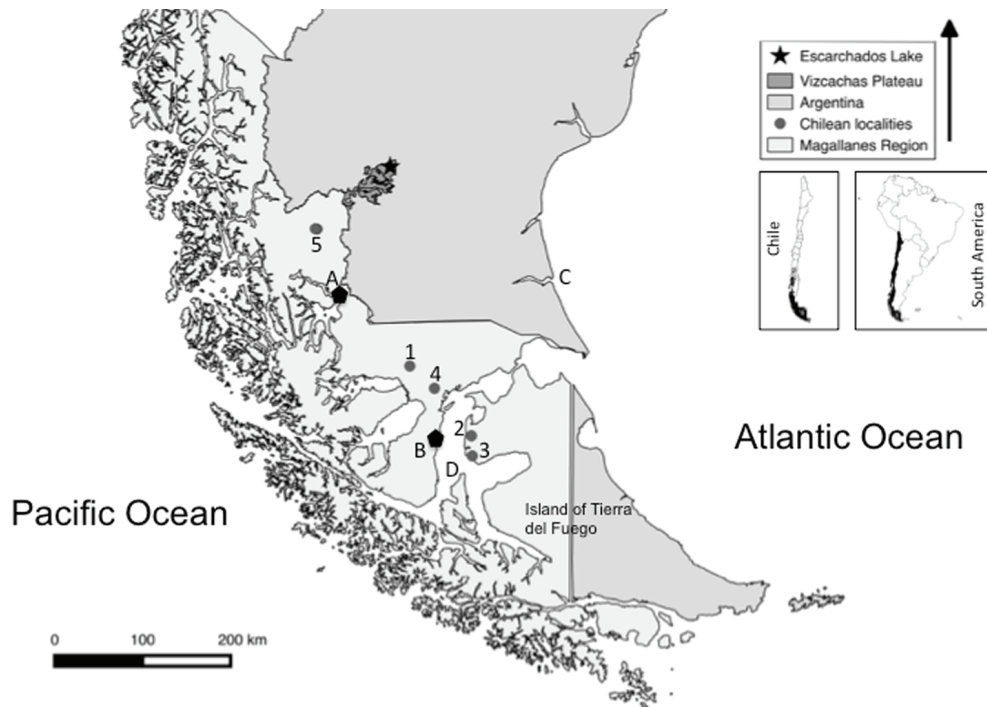 Escarchados Lake
Vizcachas Plateau
Argentina
Chilean localities
Magallanes Region
Chile
South America
5
A
C
1
4
2
B
3
D
Atlantic Ocean
Pacific Ocean
Island of Tierra
del Fuego
0 100 200 km